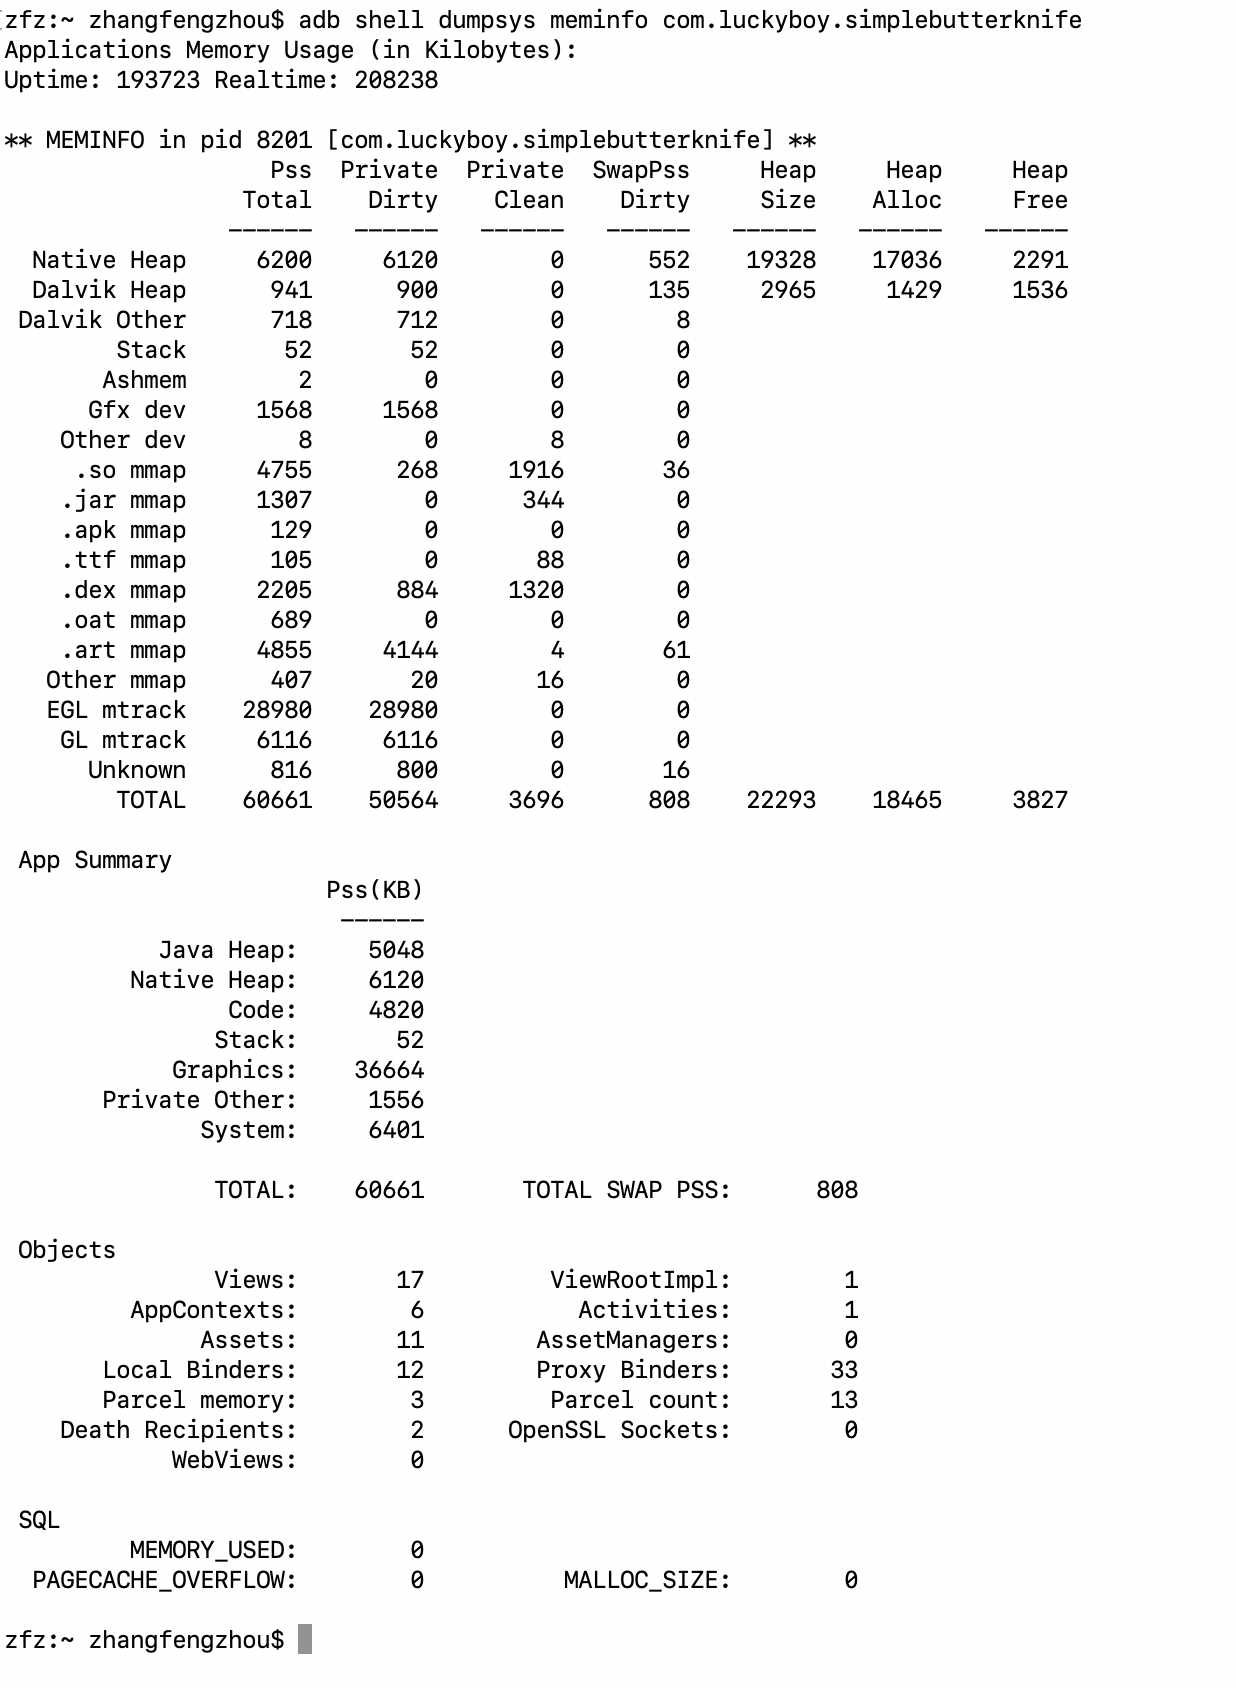 zfz:~ zhangfengzhou$ adb shell dumpsys meminfo com.luckyboy.simplebutterknife
Applications Memory Usage (in Kilobytes):
Uptime: 193723 Realtime: 208238
** MEMINFO in pid 8201 [com.luckyboy.simplebutterknife] **
Pss Private Private SwapPss Heap Heap Heap
Total Dirty Clean Dirty Size Alloc Free
------ ------ ------ ------ ------ ------ ------
Native Heap 6200 6120 0 552 19328 17036 2291
Dalvik Heap 941 900 0 135 2965 1429 1536
Dalvik Other 718 712 0 8
Stack 52 52 0 0
Ashmem 2 0 0 0
Gfx dev 1568 1568 0 0
Other dev 8 0 8 0
.so mmap 4755 268 1916 36
.jar mmap 1307 0 344 0
.apk mmap 129 0 0 0
.ttf mmap 105 0 88 0
.dex mmap 2205 884 1320 0
.oat mmap 689 0 0 0
.art mmap 4855 4144 4 61
Other mmap 407 20 16 0
EGL mtrack 28980 28980 0 0
GL mtrack 6116 6116 0 0
Unknown 816 800 0 16
TOTAL 60661 50564 3696 808 22293 18465 3827
App Summary
Pss(KB)
------
Java Heap: 5048
Native Heap: 6120
Code: 4820
Stack: 52
Graphics: 36664
Private Other: 1556
System: 6401
TOTAL: 60661 TOTAL SWAP PSS: 808
Objects
Views: 17 ViewRootImpl: 1
AppContexts: 6 Activities: 1
Assets: 11 AssetManagers: 0
Local Binders: 12 Proxy Binders: 33
Parcel memory: 3 Parcel count: 13
Death Recipients: 2 OpenSSL Sockets: 0
WebViews: 0
SQL
MEMORY_USED: 0
PAGECACHE_OVERFLOW: 0 MALLOC_SIZE: 0
zfz:~ zhangfengzhou$